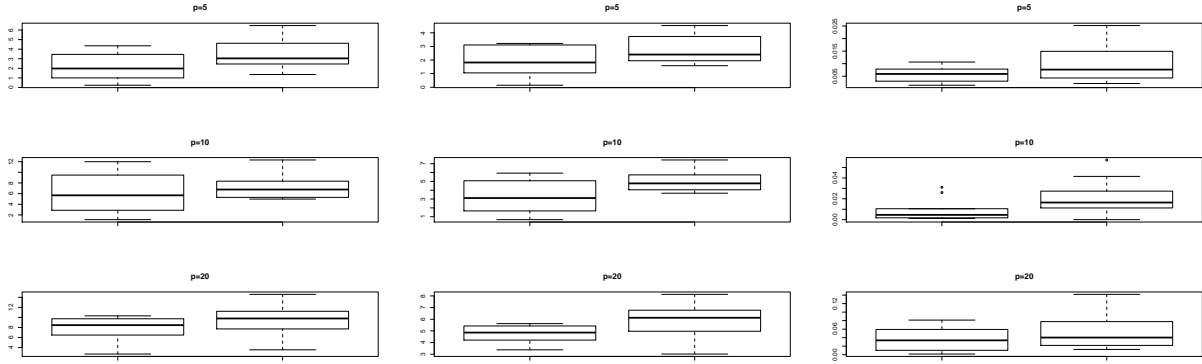 p=5
p=5
p=5
0 1 2 3 4 5 6
0 1 2 3 4
0.005 0.015 0.025
p=10
p=10
p=10
2 4 6 8 12
1 3 5 7
0.00 0.02 0.04
p=20
p=20
p=20
4 6 8 12
3 4 5 6 7 8
0.00 0.06 0.12